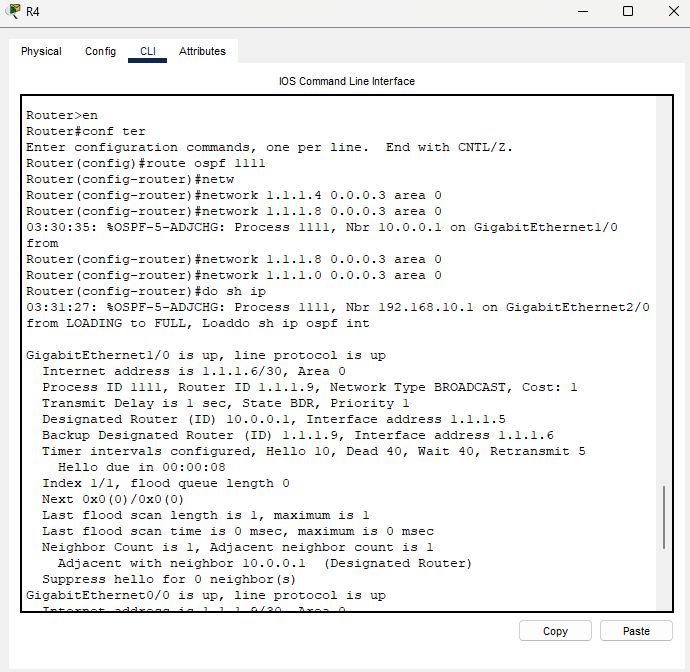 R4
Physical Config CLI Attributes
IOS Command Line Interface
Router>en
Router#conf ter
Enter configuration commands, one per line.  End with CNTL/Z.
Router(config)#route ospf 1111
Router(config-router)#netw
Router(config-router)#network 1.1.1.4 0.0.0.3 area 0
Router(config-router)#network 1.1.1.8 0.0.0.3 area 0
03:30:35: %OSPF-5-ADJCHG: Process 1111, Nbr 10.0.0.1 on GigabitEthernet1/0
from
Router(config-router)#network 1.1.1.8 0.0.0.3 area 0
Router(config-router)#network 1.1.1.0 0.0.0.3 area 0
Router(config-router)#do sh ip
03:31:27: %OSPF-5-ADJCHG: Process 1111, Nbr 192.168.10.1 on GigabitEthernet2/0
from LOADING to FULL, Loaddo sh ip ospf int
GigabitEthernet1/0 is up, line protocol is up
  Internet address is 1.1.1.6/30, Area 0
  Process ID 1111, Router ID 1.1.1.9, Network Type BROADCAST, Cost: 1
  Transmit Delay is 1 sec, State BDR, Priority 1
  Designated Router (ID) 10.0.0.1, Interface address 1.1.1.5
  Backup Designated Router (ID) 1.1.1.9, Interface address 1.1.1.6
  Timer intervals configured, Hello 10, Dead 40, Wait 40, Retransmit 5
    Hello due in 00:00:08
  Index 1/1, flood queue length 0
  Next 0x0(0)/0x0(0)
  Last flood scan length is 1, maximum is 1
  Last flood scan time is 0 msec, maximum is 0 msec
  Neighbor Count is 1, Adjacent neighbor count is 1
    Adjacent with neighbor 10.0.0.1  (Designated Router)
  Suppress hello for 0 neighbor(s)
GigabitEthernet0/0 is up, line protocol is up
  Internet address is 1.1.1.9/30, Area 0
Copy Paste